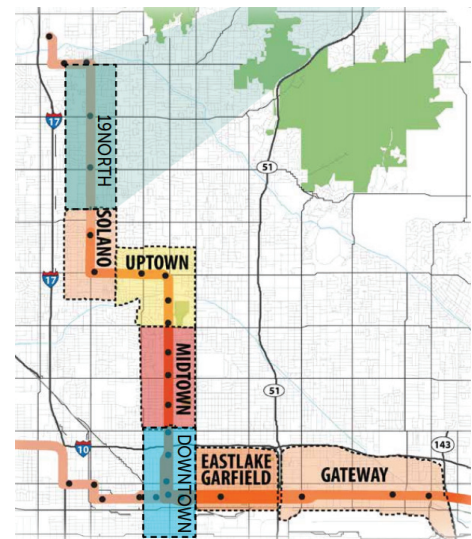 17
19NORTH
51
SOLANO
UPTOWN
17
MIDTOWN
51
DOWNTOWN
10
EASTLAKE
GARFIELD
GATEWAY
143